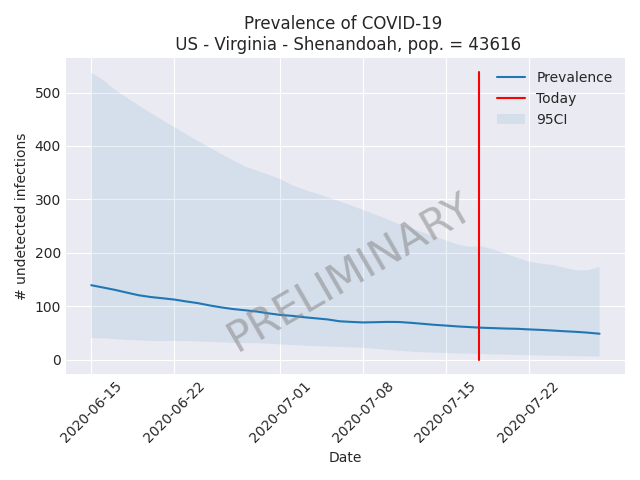 Prevalence of COVID-19
US - Virginia - Shenandoah, pop. = 43616
Prevalence
Today
95CI
500
400
300
200
100
0
# undetected infections
PRELIMINARY
2020-06-15
2020-06-22
2020-07-01
2020-07-08
2020-07-15
2020-07-22
Date